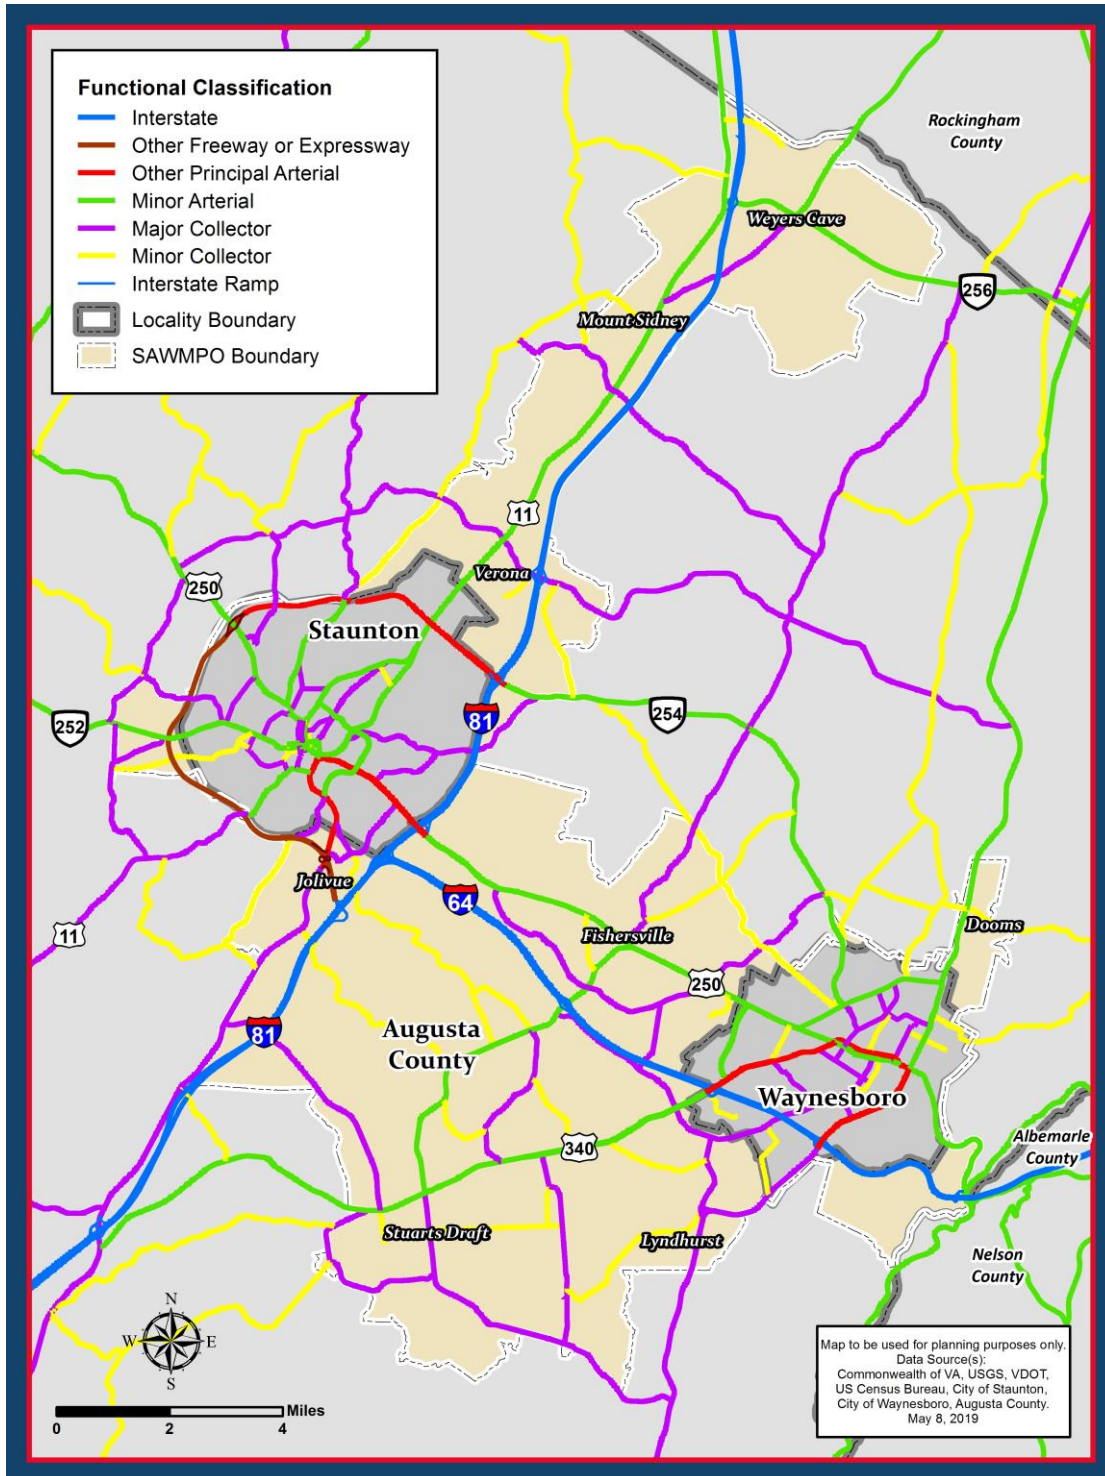 Functional Classification
Interstate
Other Freeway or Expressway
Other Principal Arterial
Minor Arterial
Major Collector
Minor Collector
Interstate Ramp
Locality Boundary
SAWMPO Boundary
Rockingham
County
Weyers Cave
256
Mount Sidney
11
Verona
250
Staunton
81
254
252
Jolivue
64
11
Fishersville
Dooms
250
Augusta
County
81
Waynesboro
340
Albemarle
County
Stuarts Draft
Lyndhurst
Nelson
County
N
W E
S
Miles
0 2 4
Map to be used for planning purposes only.
Data Source(s):
Commonwealth of VA, USGS, VDOT,
US Census Bureau, City of Staunton,
City of Waynesboro, Augusta County.
May 8, 2019